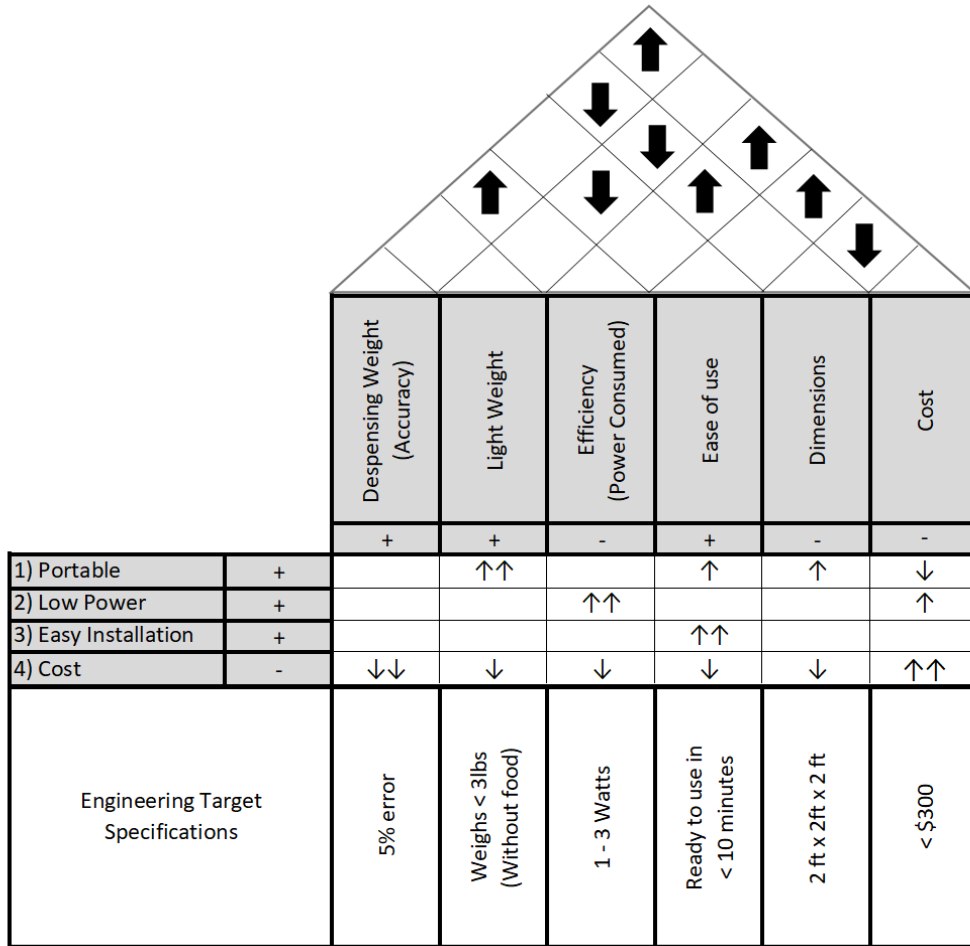 Despensing Weight
(Accuracy)
Light Weight
Efficiency
(Power Consumed)
Ease of use
Dimensions
Cost
+ + - + - -
1) Portable + ↑↑ ↑ ↑ ↓
2) Low Power + ↑↑ ↑
3) Easy Installation + ↑↑
4) Cost - ↓↓ ↓ ↓ ↓ ↓ ↑↑
Engineering Target
Specifications
5% error
Weighs < 3lbs
(Without food)
1 - 3 Watts
Ready to use in
< 10 minutes
2 ft x 2ft x 2 ft
< $300